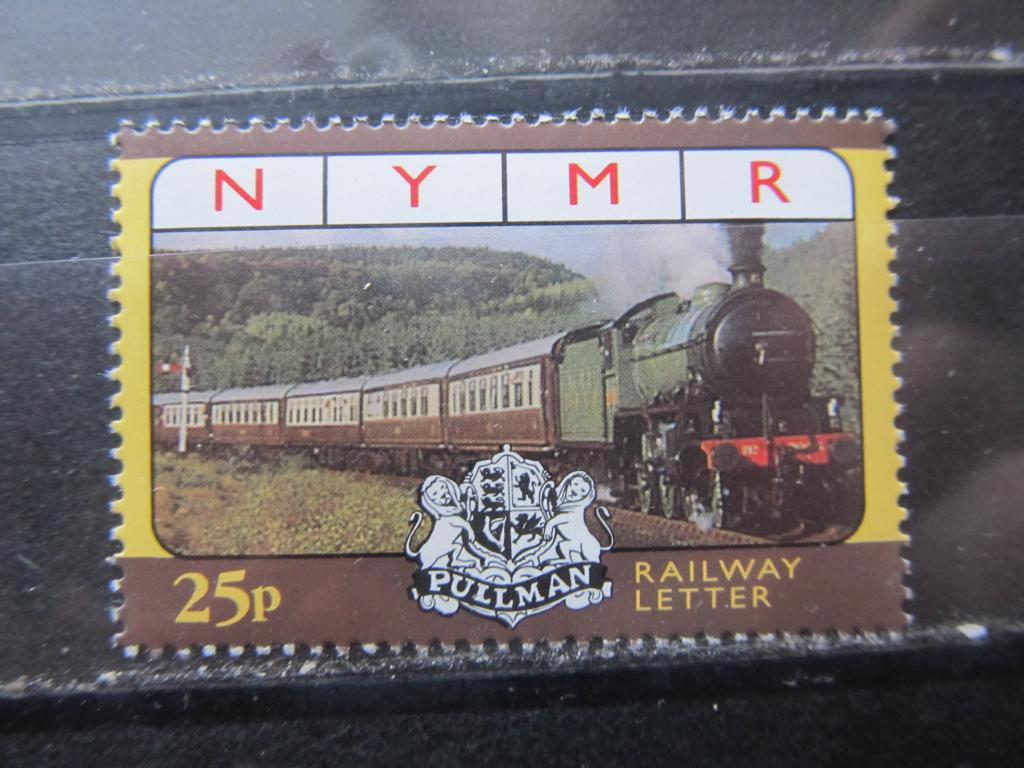 N Y M R
25p
PULLMAN
RAILWAY
LETTER